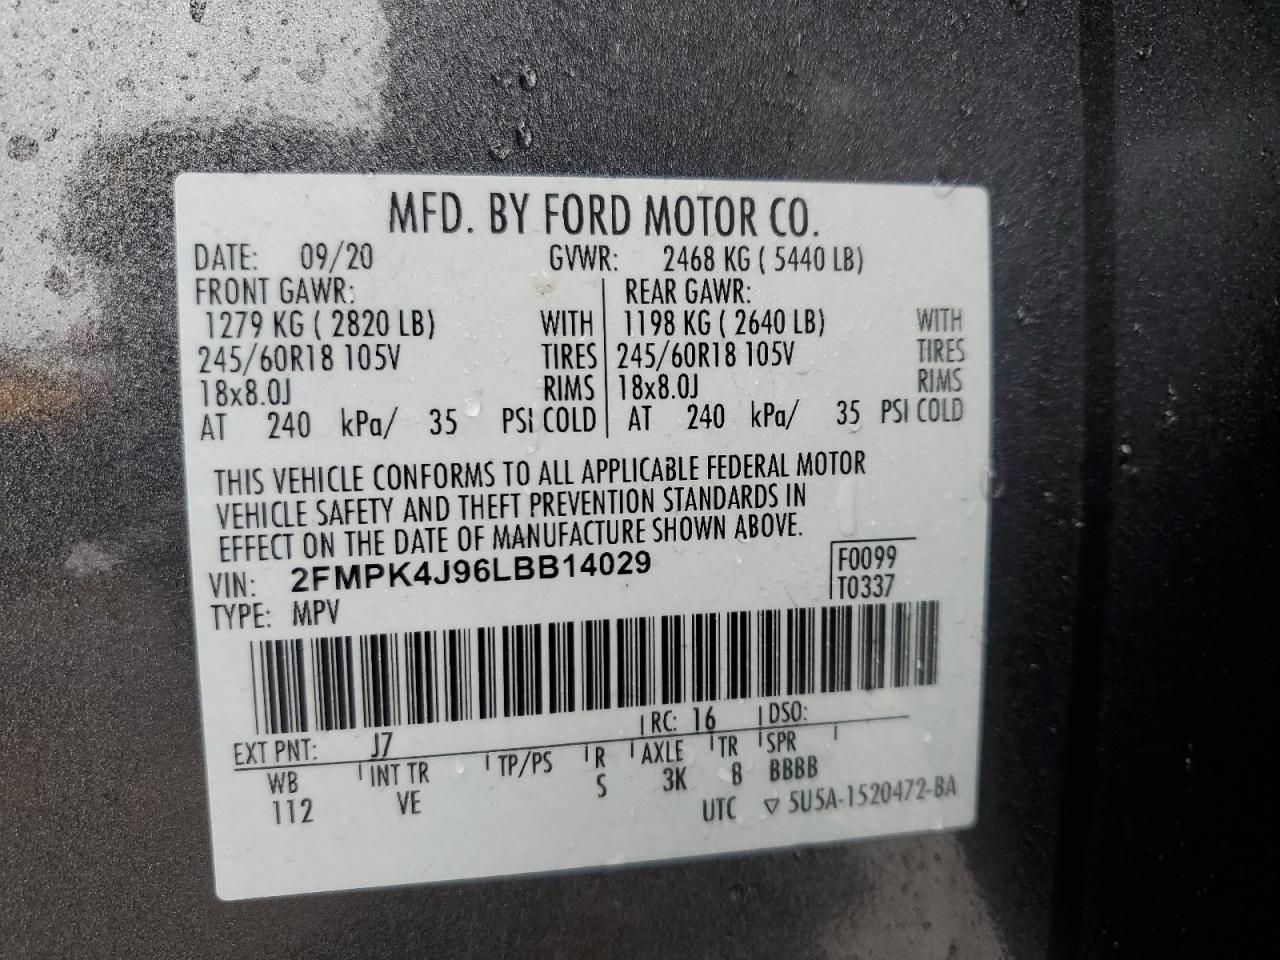 MFD. BY FORD MOTOR CO.
DATE: 09/20 GVWR: 2468 KG ( 5440 LB)
FRONT GAWR: REAR GAWR:
1279 KG ( 2820 LB) WITH 1198 KG ( 2640 LB) WITH
245/60R18 105V TIRES 245/60R18 105V TIRES
18x8.0J RIMS 18x8.0J RIMS
AT 240 kPa/ 35 PSI COLD AT 240 kPa/ 35 PSI COLD
THIS VEHICLE CONFORMS TO ALL APPLICABLE FEDERAL MOTOR
VEHICLE SAFETY AND THEFT PREVENTION STANDARDS IN
EFFECT ON THE DATE OF MANUFACTURE SHOWN ABOVE.
VIN: 2FMPK4J96LBB14029 F0099
TYPE: MPV T0337
EXT PNT: J7 RC: 16 DSO:
WB INT TR TP/PS R AXLE TR SPR
112 VE S 3K 8 BBBB
UTC ▽ 5U5A-1520472-BA